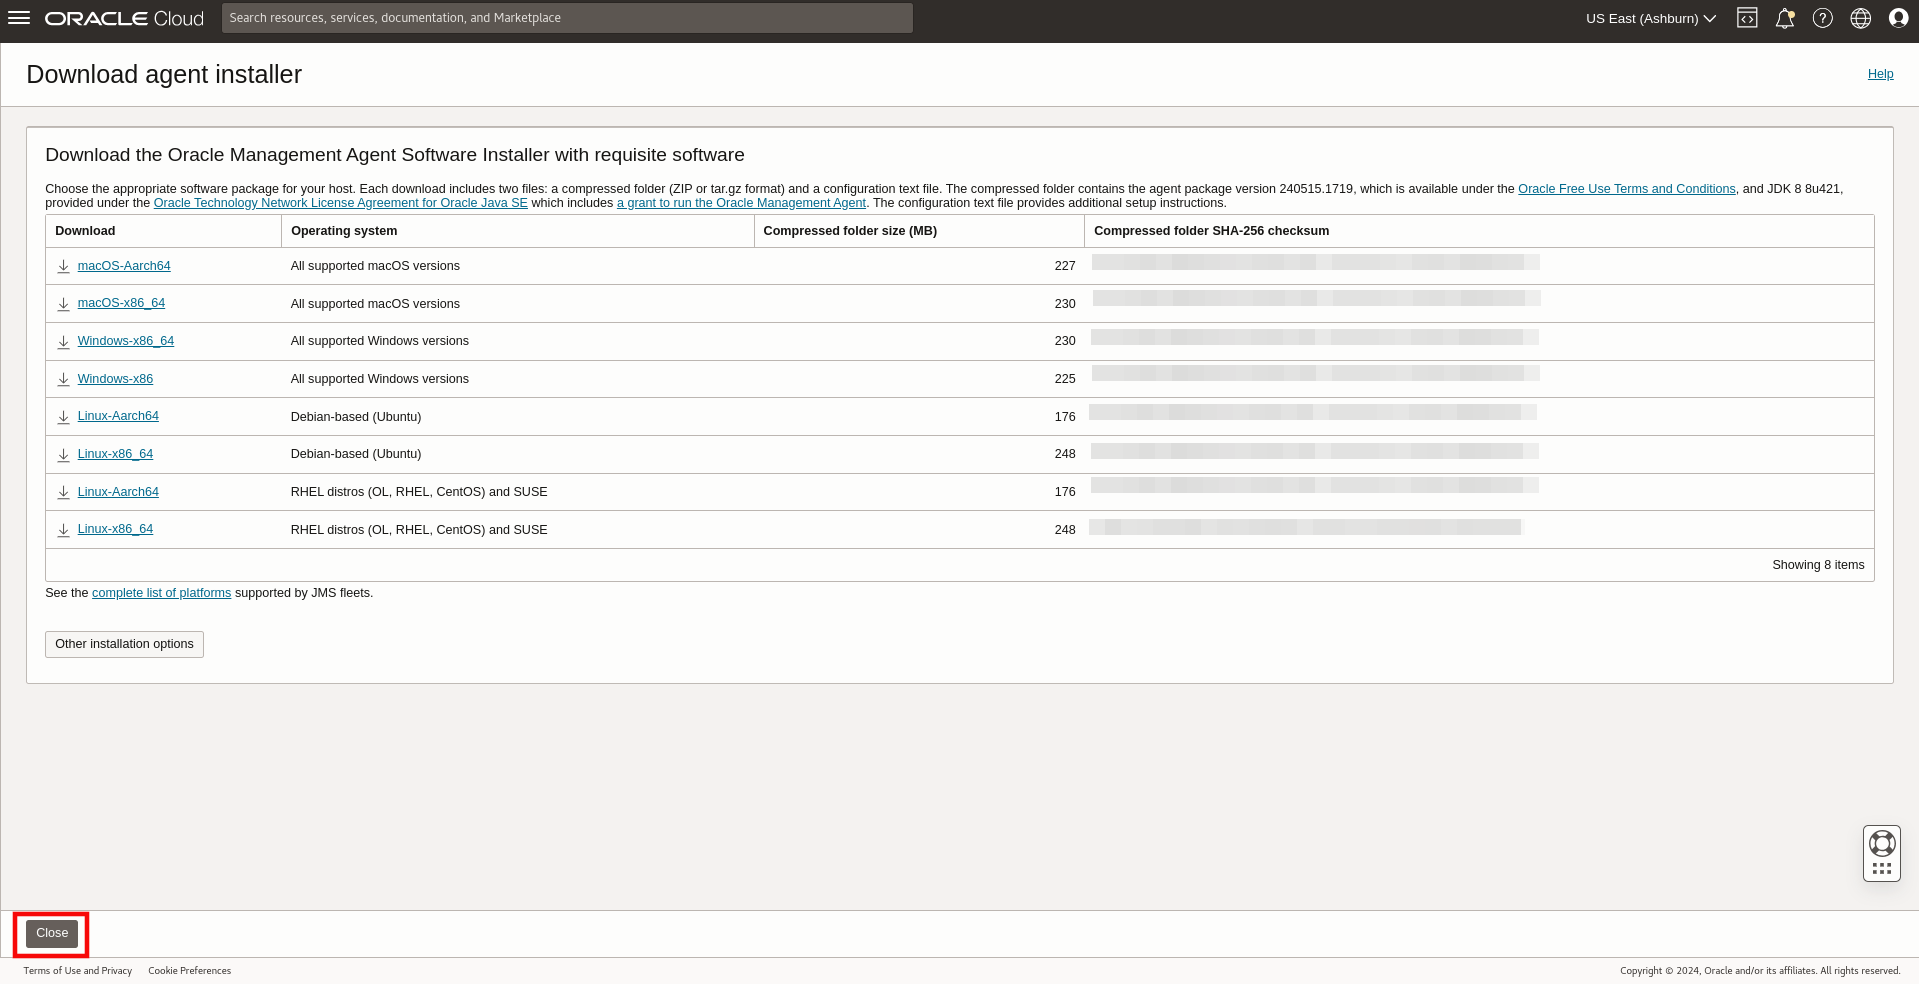 ORACLE Cloud
Search resources, services, documentation, and Marketplace
US East (Ashburn)
Download agent installer
Help
Download the Oracle Management Agent Software Installer with requisite software
Choose the appropriate software package for your host. Each download includes two files: a compressed folder (ZIP or tar.gz format) and a configuration text file. The compressed folder contains the agent package version 240515.1719, which is available under the Oracle Free Use Terms and Conditions, and JDK 8 8u421,
provided under the Oracle Technology Network License Agreement for Oracle Java SE which includes a grant to run the Oracle Management Agent. The configuration text file provides additional setup instructions.
Download Operating system Compressed folder size (MB) Compressed folder SHA-256 checksum
macOS-Aarch64 All supported macOS versions 227
macOS-x86_64 All supported macOS versions 230
Windows-x86_64 All supported Windows versions 230
Windows-x86 All supported Windows versions 225
Linux-Aarch64 Debian-based (Ubuntu) 176
Linux-x86_64 Debian-based (Ubuntu) 248
Linux-Aarch64 RHEL distros (OL, RHEL, CentOS) and SUSE 176
Linux-x86_64 RHEL distros (OL, RHEL, CentOS) and SUSE 248
Showing 8 items
See the complete list of platforms supported by JMS fleets.
Other installation options
Close
Terms of Use and Privacy Cookie Preferences
Copyright © 2024, Oracle and/or its affiliates. All rights reserved.